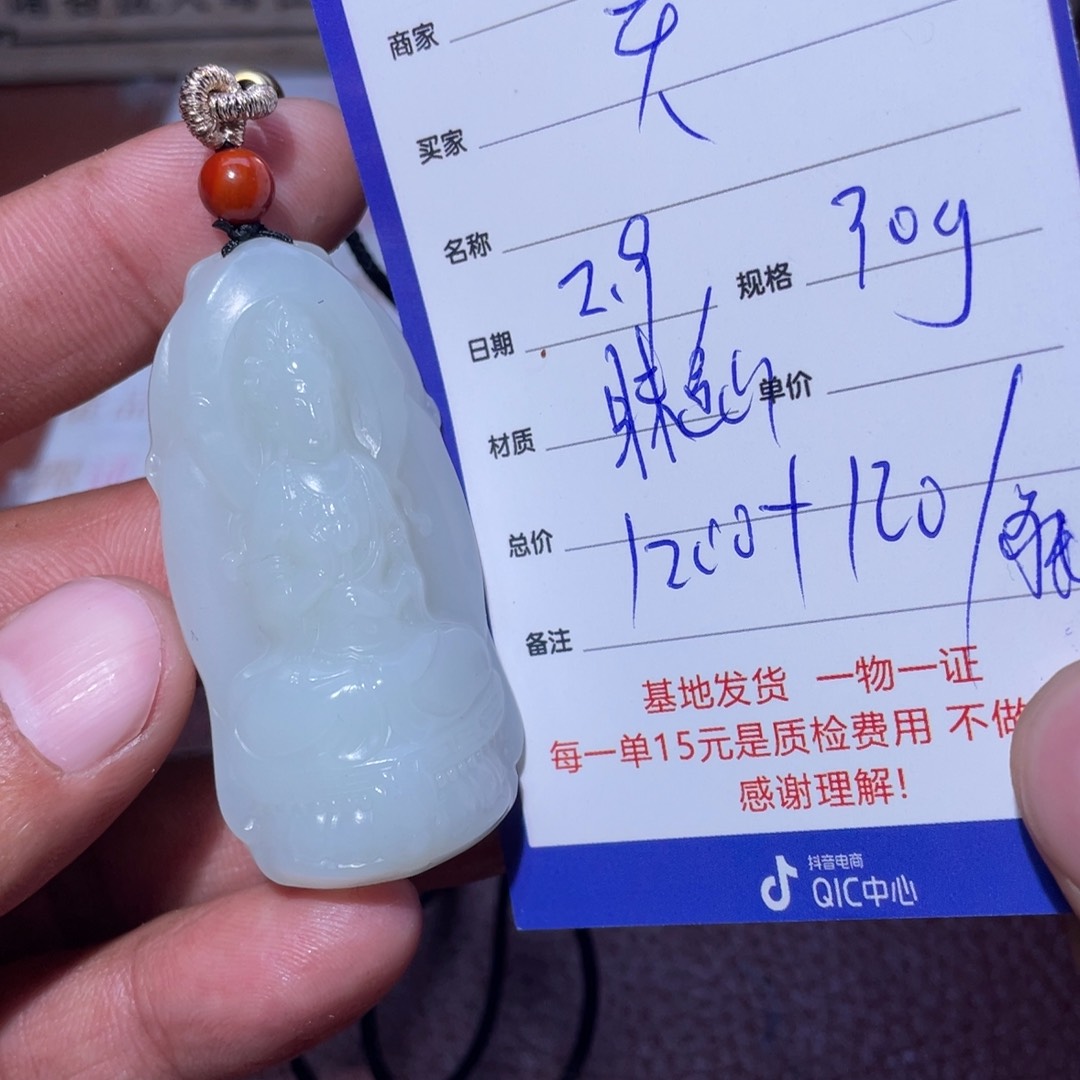 商家
买家 天
名称
日期 2.9 规格 30g
材质 单价
总价 1200+120/
备注
基地发货 一物一证
每一单15元是质检费用 不做
感谢理解!
抖音电商
QIC中心